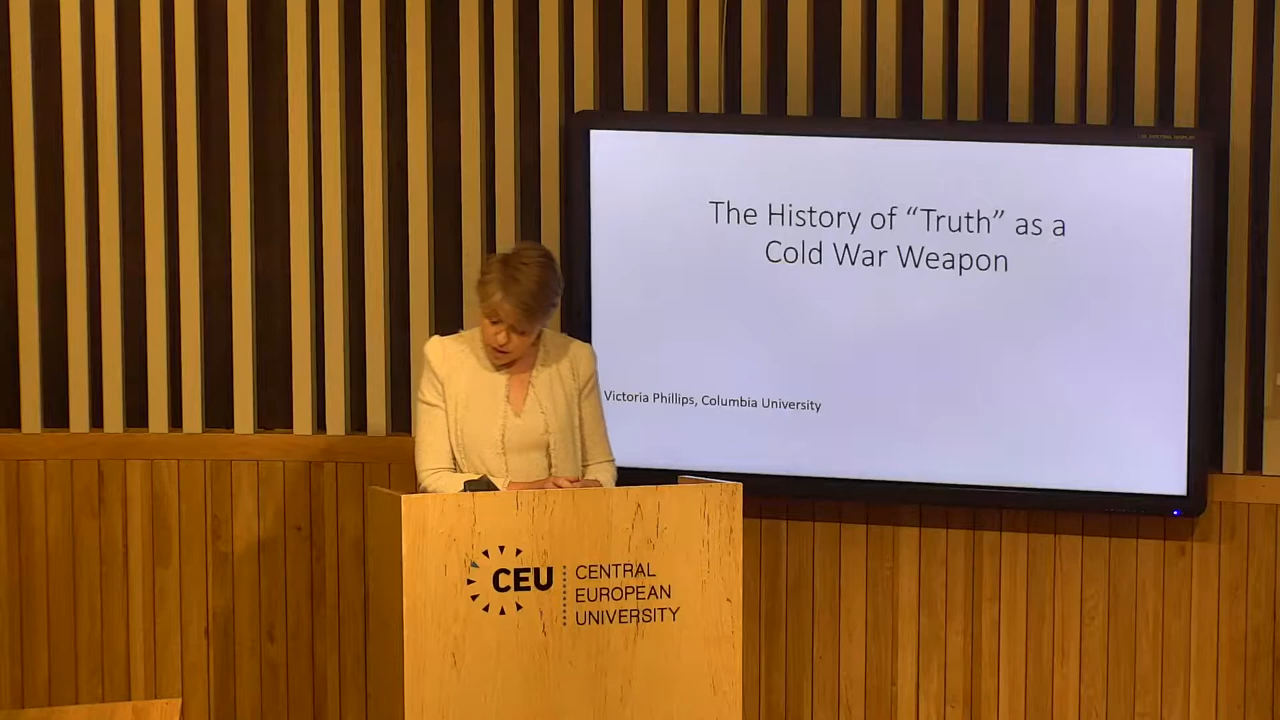 The History of “Truth” as a
Cold War Weapon
Victoria Phillips, Columbia University
CEU
CENTRAL
EUROPEAN
UNIVERSITY